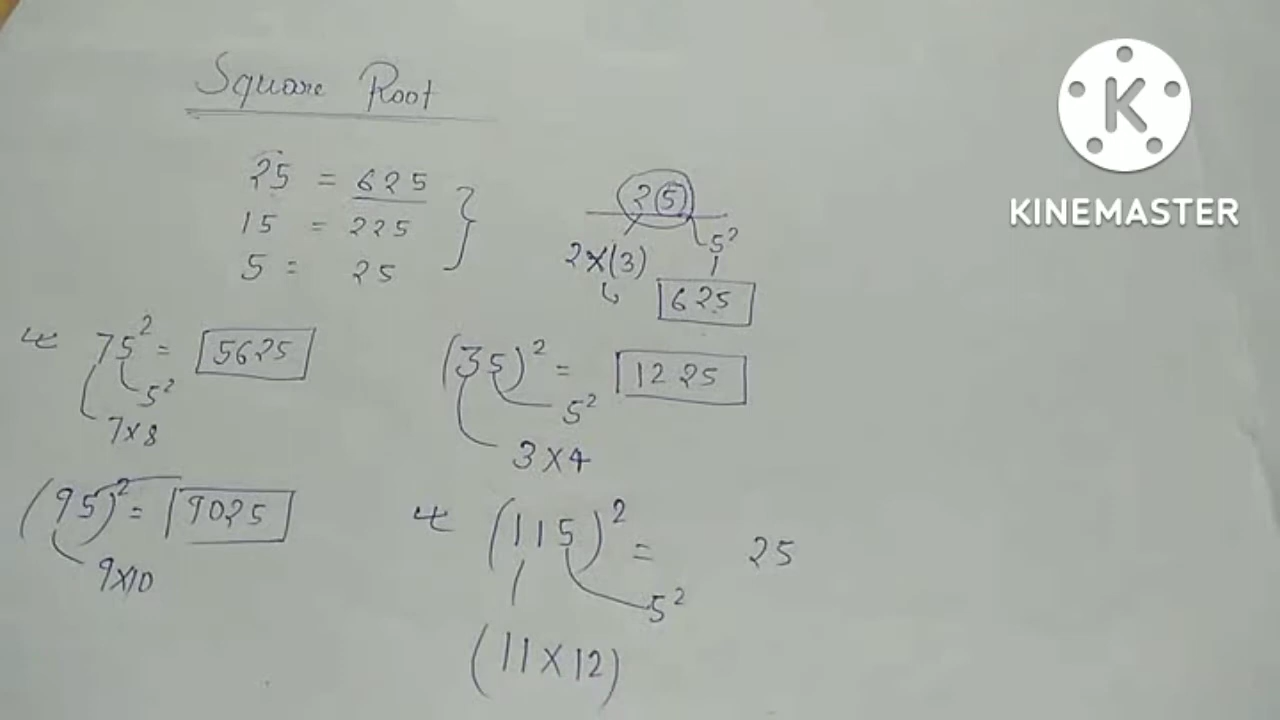 Square Root
25 = 625
15 = 225
5 = 25
25
2×(3) 5²
6 625
75² = 5625
5²
7×8
(35)² = 1225
5²
3×4
(95)² = 9025
9×10
(115)² = 25
5²
(11×12)
KINEMASTER